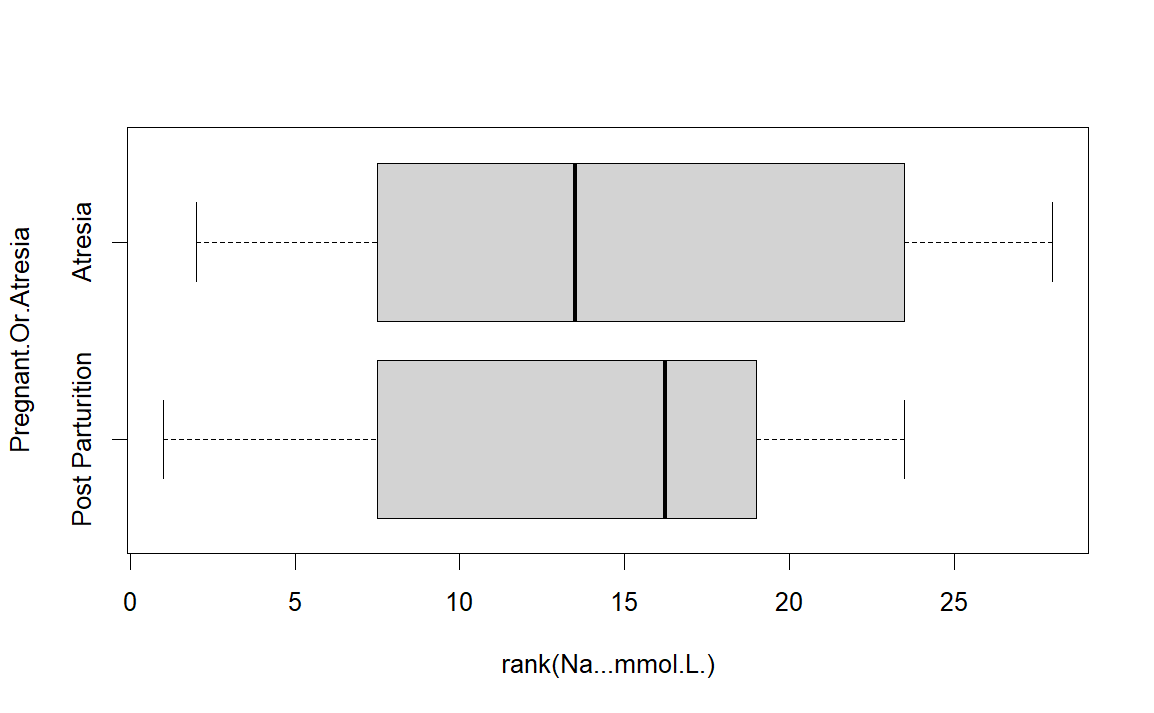 Pregnant.Or.Atresia
Atresia
Post Parturition
0 5 10 15 20 25
rank(Na...mmol.L.)